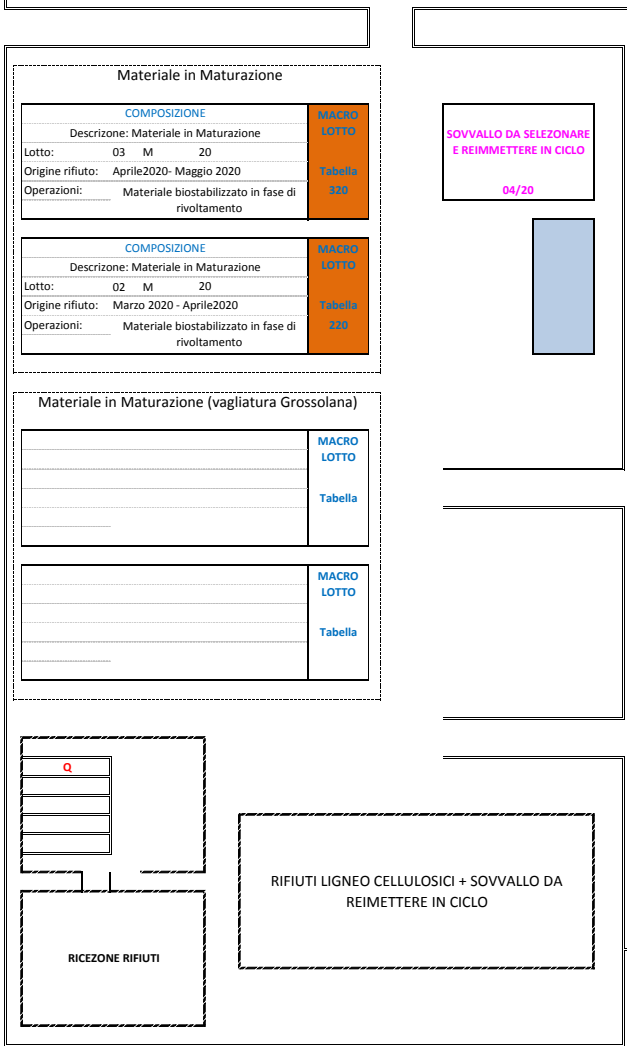 Materiale in Maturazione
COMPOSIZIONE
Descrizone: Materiale in Maturazione
Lotto: 03 M 20
Origine rifiuto: Aprile2020- Maggio 2020
Operazioni: Materiale biostabilizzato in fase di
rivoltamento
MACRO
LOTTO
Tabella
320
COMPOSIZIONE
Descrizone: Materiale in Maturazione
Lotto: 02 M 20
Origine rifiuto: Marzo 2020 - Aprile2020
Operazioni: Materiale biostabilizzato in fase di
rivoltamento
MACRO
LOTTO
Tabella
220
SOVVALLO DA SELEZONARE
E REIMMETTERE IN CICLO
04/20
Materiale in Maturazione (vagliatura Grossolana)
MACRO
LOTTO
Tabella
MACRO
LOTTO
Tabella
Q
RICEZONE RIFIUTI
RIFIUTI LIGNEO CELLULOSICI + SOVVALLO DA
REIMETTERE IN CICLO